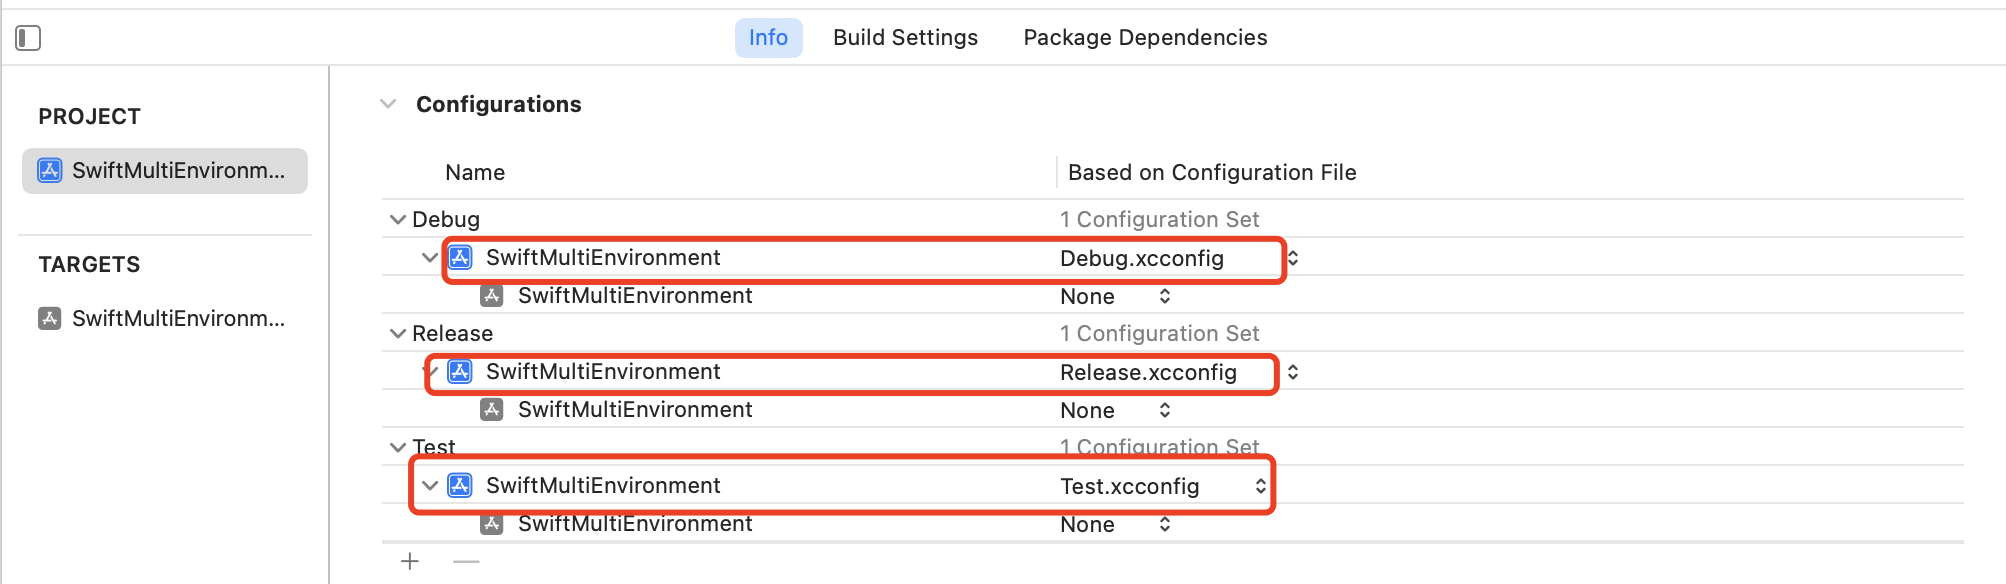 Info Build Settings Package Dependencies
PROJECT
SwiftMultiEnvironm...
TARGETS
SwiftMultiEnvironm...
Configurations
Name Based on Configuration File
Debug 1 Configuration Set
SwiftMultiEnvironment Debug.xcconfig
SwiftMultiEnvironment None
Release 1 Configuration Set
SwiftMultiEnvironment Release.xcconfig
SwiftMultiEnvironment None
Test 1 Configuration Set
SwiftMultiEnvironment Test.xcconfig
SwiftMultiEnvironment None